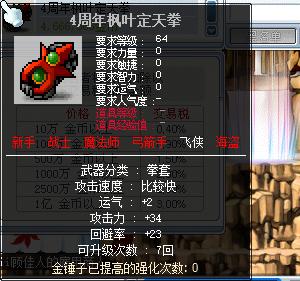 4周年枫叶定天拳
要求等级: 64
要求力量: -
要求敏捷: -
要求智力: -
要求运气: -
要求人气度: -
道具等级:
道具经验值:
价格 交易税
新手 战士 魔法师 弓箭手 飞侠 海盗
武器分类: 拳套
攻击速度: 比较快
运气: +2
攻击力: +34
回避率: +23
可升级次数: 7回
金锤子已提高的强化次数: 0